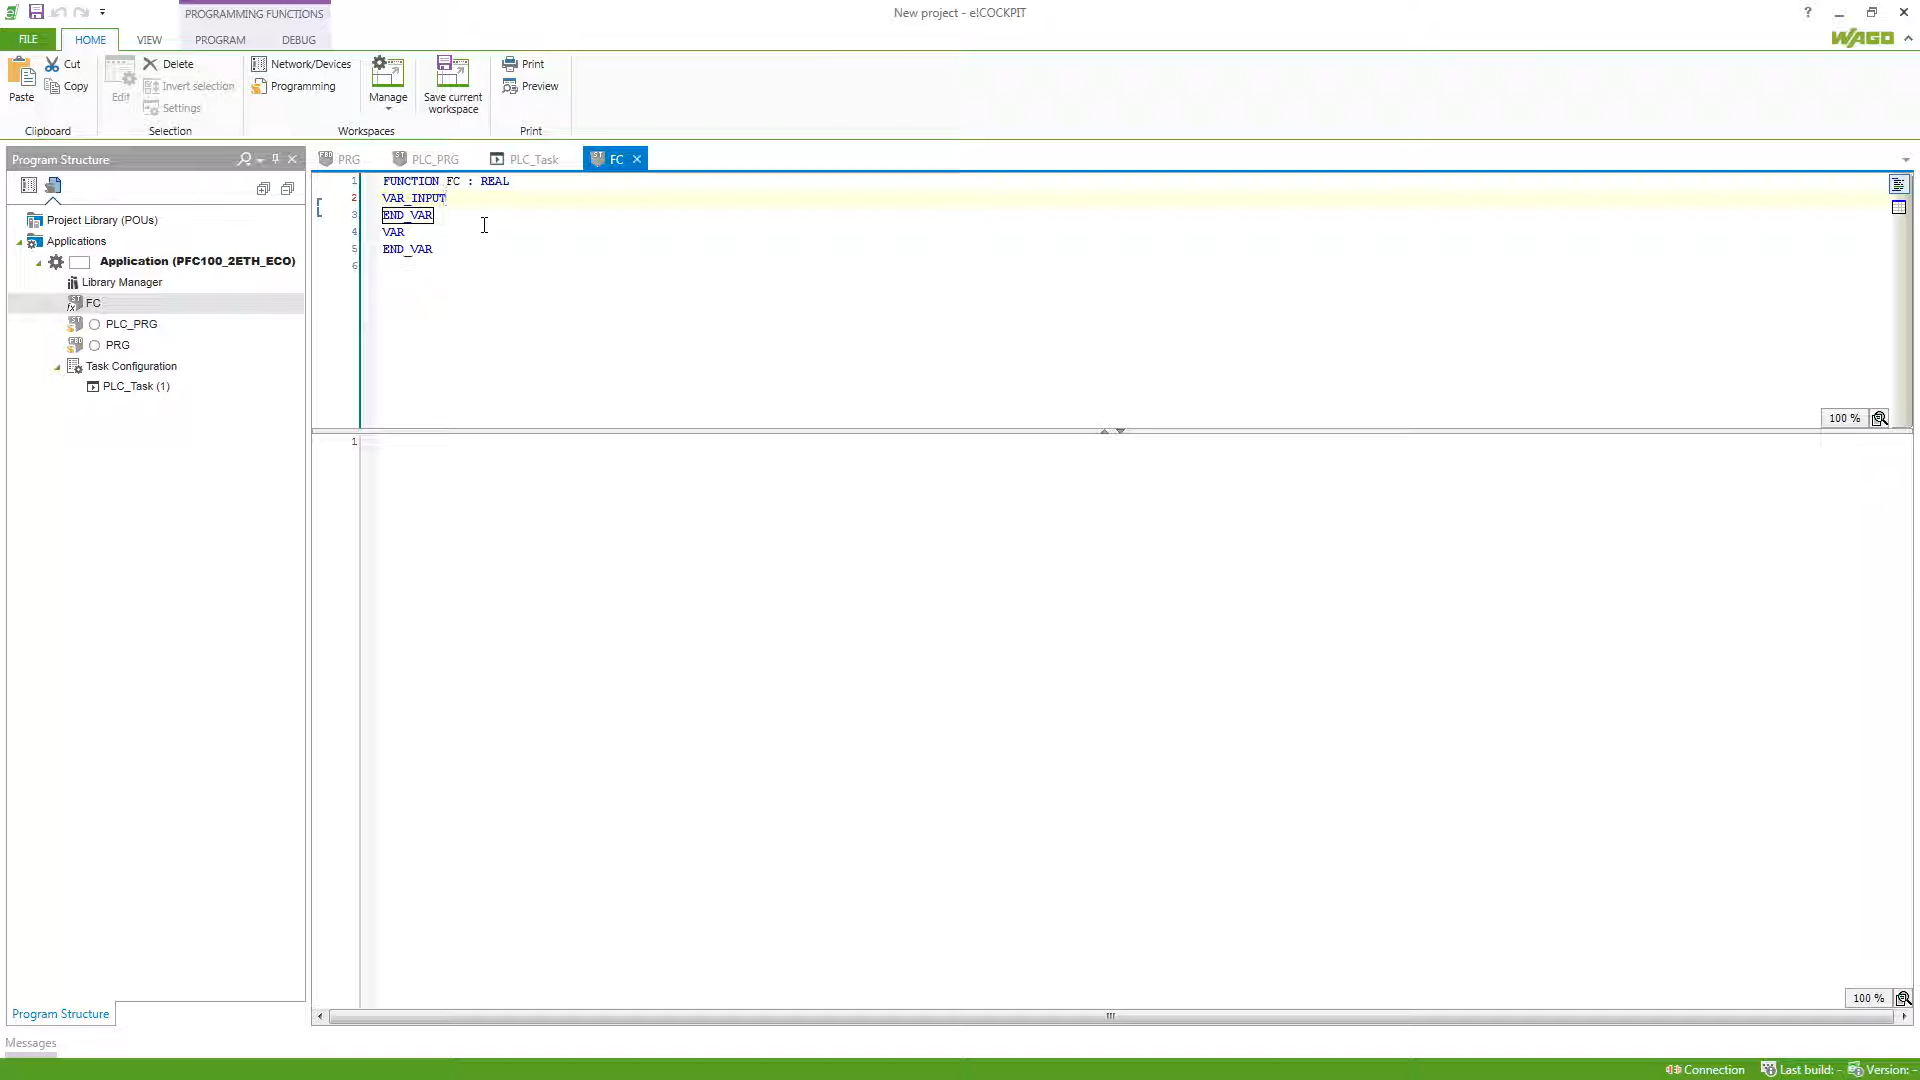 PROGRAMMING FUNCTIONS
New project - e!COCKPIT
?
FILE
HOME
VIEW
PROGRAM
DEBUG
WAGO
Paste
Cut
Copy
Clipboard
Edit
Delete
Invert selection
Settings
Selection
Network/Devices
Programming
Manage
Save current
workspace
Workspaces
Print
Preview
Print
Program Structure
Project Library (POUs)
Applications
Application (PFC100_2ETH_ECO)
Library Manager
FC
PLC_PRG
PRG
Task Configuration
PLC_Task (1)
Program Structure
PRG
PLC_PRG
PLC_Task
FC
1 FUNCTION FC : REAL
2 VAR_INPUT
3 END_VAR
4 VAR
5 END_VAR
6
100 %
1
100 %
Messages
Connection
Last build: -
Version: -